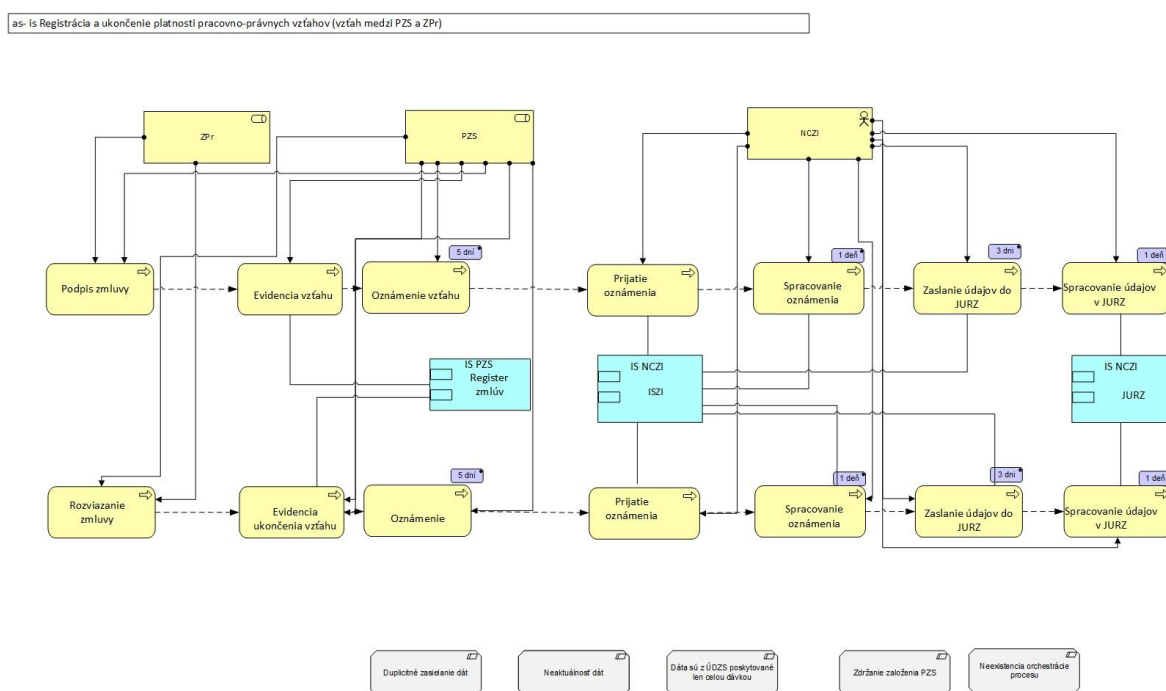 as- is Registrácia a ukončenie platnosti pracovno-právnych vzťahov (vzťah medzi PZS a ZPr)
ZPr
PZS
NCZI
5 dní
1 deň
3 dni
1 deň
Podpis zmluvy
Evidencia vzťahu
Oznámenie vzťahu
Prijatie
oznámenia
Spracovanie
oznámenia
Zaslanie údajov do
JURZ
Spracovanie údajov
v JURZ
IS PZS
Register
zmlúv
IS NCZI
ISZI
IS NCZI
JURZ
5 dní
1 deň
3 dni
1 deň
Rozviazanie
zmluvy
Evidencia
ukončenia vzťahu
Oznámenie
Prijatie
oznámenia
Spracovanie
oznámenia
Zaslanie údajov do
JURZ
Spracovanie údajov
v JURZ
Duplicitné zasielanie dát
Neaktuálnosť dát
Dáta sú z ÚDZS poskytované
len celou dávkou
Zdržanie založenia PZS
Neexistencia orchestrácie
procesu